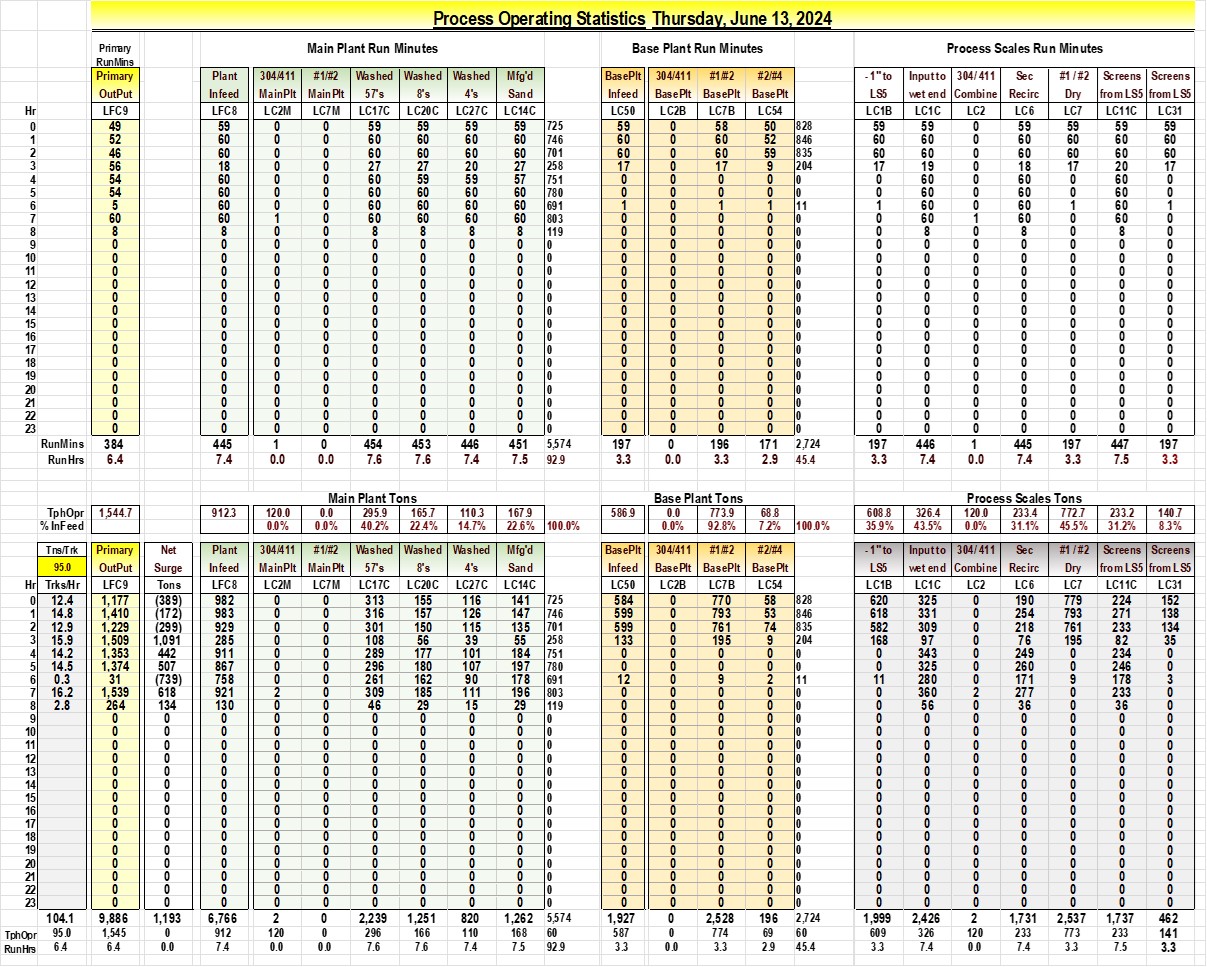 Process Operating Statistics Thursday, June 13, 2024
Primary Main Plant Run Minutes Base Plant Run Minutes Process Scales Run Minutes
RunMins
Primary Plant 304/411 #1/#2 Washed Washed Washed Mfg'd BasePlt 304/411 #1/#2 #2/#4 -1" to Input to 304/411 Sec #1/#2 Screens Screens
OutPut Infeed MainPlt MainPlt 57's 8's 4's Sand Infeed BasePlt BasePlt BasePlt LS5 wet end Combine Recirc Dry from LS5 from LS5
Hr LFC9 LFC8 LC2M LC7M LC17C LC20C LC27C LC14C LC50 LC2B LC7B LC54 LC1B LC1C LC2 LC6 LC7 LC11C LC31
0 49 59 0 0 59 59 59 59 725 59 0 58 50 828 59 59 0 59 59 59 59
1 52 60 0 0 60 60 60 60 746 60 0 60 52 846 60 60 0 60 60 60 60
2 46 60 0 0 60 60 60 60 701 60 0 60 59 835 60 60 0 60 60 60 60
3 56 18 0 0 27 27 20 27 258 17 0 17 9 204 17 19 0 18 17 20 17
4 54 60 0 0 60 59 59 57 751 0 0 0 0 0 0 60 0 60 0 60 0
5 54 60 0 0 60 60 60 60 780 0 0 0 0 0 0 60 0 60 0 60 0
6 5 60 0 0 60 60 60 60 691 1 0 1 1 11 1 60 0 60 1 60 1
7 60 60 1 0 60 60 60 60 803 0 0 0 0 0 0 60 1 60 0 60 0
8 8 8 0 0 8 8 8 8 119 0 0 0 0 0 0 8 0 8 0 8 0
9 0 0 0 0 0 0 0 0 0 0 0 0 0 0 0 0 0 0 0 0 0
10 0 0 0 0 0 0 0 0 0 0 0 0 0 0 0 0 0 0 0 0 0
11 0 0 0 0 0 0 0 0 0 0 0 0 0 0 0 0 0 0 0 0 0
12 0 0 0 0 0 0 0 0 0 0 0 0 0 0 0 0 0 0 0 0 0
13 0 0 0 0 0 0 0 0 0 0 0 0 0 0 0 0 0 0 0 0 0
14 0 0 0 0 0 0 0 0 0 0 0 0 0 0 0 0 0 0 0 0 0
15 0 0 0 0 0 0 0 0 0 0 0 0 0 0 0 0 0 0 0 0 0
16 0 0 0 0 0 0 0 0 0 0 0 0 0 0 0 0 0 0 0 0 0
17 0 0 0 0 0 0 0 0 0 0 0 0 0 0 0 0 0 0 0 0 0
18 0 0 0 0 0 0 0 0 0 0 0 0 0 0 0 0 0 0 0 0 0
19 0 0 0 0 0 0 0 0 0 0 0 0 0 0 0 0 0 0 0 0 0
20 0 0 0 0 0 0 0 0 0 0 0 0 0 0 0 0 0 0 0 0 0
21 0 0 0 0 0 0 0 0 0 0 0 0 0 0 0 0 0 0 0 0 0
22 0 0 0 0 0 0 0 0 0 0 0 0 0 0 0 0 0 0 0 0 0
23 0 0 0 0 0 0 0 0 0 0 0 0 0 0 0 0 0 0 0 0 0
RunMins 384 445 1 0 454 453 446 451 5,574 197 0 196 171 2,724 197 446 1 445 197 447 197
RunHrs 6.4 7.4 0.0 0.0 7.6 7.6 7.4 7.5 92.9 3.3 0.0 3.3 2.9 45.4 3.3 7.4 0.0 7.4 3.3 7.5 3.3
Main Plant Tons Base Plant Tons Process Scales Tons
TphOpr 1,544.7 912.3 120.0 0.0 295.9 165.7 110.3 167.9 586.9 0.0 773.9 68.8 608.8 326.4 120.0 233.4 772.7 233.2 140.7
% InFeed 0.0% 0.0% 40.2% 22.4% 14.7% 22.6% 100.0% 0.0% 92.8% 7.2% 100.0% 35.9% 43.5% 0.0% 31.1% 45.5% 31.2% 8.3%
Tns/Trk Primary Net Plant 304/411 #1/#2 Washed Washed Washed Mfg'd BasePlt 304/411 #1/#2 #2/#4 -1" to Input to 304/411 Sec #1/#2 Screens Screens
95.0 OutPut Surge Infeed MainPlt MainPlt 57's 8's 4's Sand Infeed BasePlt BasePlt BasePlt LS5 wet end Combine Recirc Dry from LS5 from LS5
Hr Trks/Hr LFC9 Tons LFC8 LC2M LC7M LC17C LC20C LC27C LC14C LC50 LC2B LC7B LC54 LC1B LC1C LC2 LC6 LC7 LC11C LC31
0 12.4 1,177 (389) 982 0 0 313 155 116 141 725 584 0 770 58 828 620 325 0 190 779 224 152
1 14.8 1,410 (172) 983 0 0 316 157 126 147 746 599 0 793 53 846 618 331 0 254 793 271 138
2 12.9 1,229 (299) 929 0 0 301 150 115 135 701 599 0 761 74 835 582 309 0 218 761 233 134
3 15.9 1,509 1,091 285 0 0 108 56 39 55 258 133 0 195 9 204 168 97 0 76 195 82 35
4 14.2 1,353 442 911 0 0 289 177 101 184 751 0 0 0 0 0 0 343 0 249 0 234 0
5 14.5 1,374 507 867 0 0 296 180 107 197 780 0 0 0 0 0 0 325 0 260 0 246 0
6 0.3 31 (739) 758 0 0 261 162 90 178 691 12 0 9 2 11 11 280 0 171 9 178 3
7 16.2 1,539 618 921 2 0 309 185 111 196 803 0 0 0 0 0 0 360 2 277 0 233 0
8 2.8 264 134 130 0 0 46 29 15 29 119 0 0 0 0 0 0 56 0 36 0 36 0
9 0 0 0 0 0 0 0 0 0 0 0 0 0 0 0 0 0 0 0 0 0 0
10 0 0 0 0 0 0 0 0 0 0 0 0 0 0 0 0 0 0 0 0 0 0
11 0 0 0 0 0 0 0 0 0 0 0 0 0 0 0 0 0 0 0 0 0 0
12 0 0 0 0 0 0 0 0 0 0 0 0 0 0 0 0 0 0 0 0 0 0
13 0 0 0 0 0 0 0 0 0 0 0 0 0 0 0 0 0 0 0 0 0 0
14 0 0 0 0 0 0 0 0 0 0 0 0 0 0 0 0 0 0 0 0 0 0
15 0 0 0 0 0 0 0 0 0 0 0 0 0 0 0 0 0 0 0 0 0 0
16 0 0 0 0 0 0 0 0 0 0 0 0 0 0 0 0 0 0 0 0 0 0
17 0 0 0 0 0 0 0 0 0 0 0 0 0 0 0 0 0 0 0 0 0 0
18 0 0 0 0 0 0 0 0 0 0 0 0 0 0 0 0 0 0 0 0 0 0
19 0 0 0 0 0 0 0 0 0 0 0 0 0 0 0 0 0 0 0 0 0 0
20 0 0 0 0 0 0 0 0 0 0 0 0 0 0 0 0 0 0 0 0 0 0
21 0 0 0 0 0 0 0 0 0 0 0 0 0 0 0 0 0 0 0 0 0 0
22 0 0 0 0 0 0 0 0 0 0 0 0 0 0 0 0 0 0 0 0 0 0
23 0 0 0 0 0 0 0 0 0 0 0 0 0 0 0 0 0 0 0 0 0 0
104.1 9,886 1,193 6,766 2 0 2,239 1,251 820 1,262 5,574 1,927 0 2,528 196 2,724 1,999 2,426 2 1,731 2,537 1,737 462
TphOpr 95.0 1,545 0 912 120 0 296 166 110 168 60 587 0 774 69 60 609 326 120 233 773 233 141
RunHrs 6.4 6.4 0.0 7.4 0.0 0.0 7.6 7.6 7.4 7.5 92.9 3.3 0.0 3.3 2.9 45.4 3.3 7.4 0.0 7.4 3.3 7.5 3.3